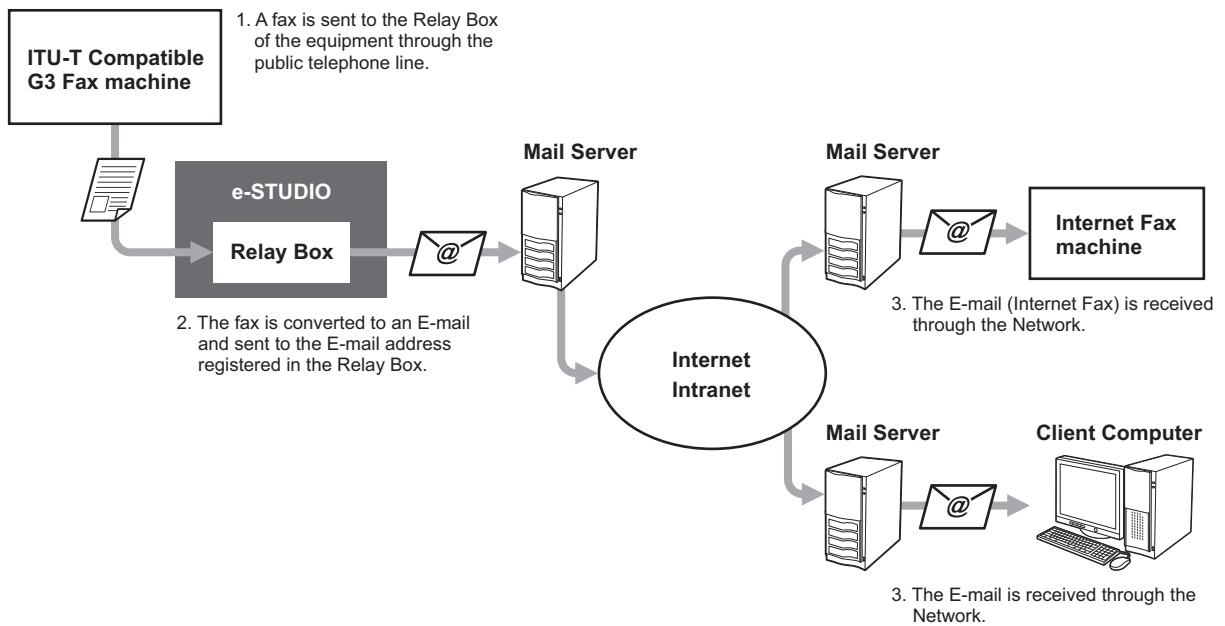 ITU-T Compatible
G3 Fax machine
1. A fax is sent to the Relay Box
of the equipment through the
public telephone line.
e-STUDIO
Relay Box
@
Mail Server
2. The fax is converted to an E-mail
and sent to the E-mail address
registered in the Relay Box.
Internet
Intranet
Mail Server
@
Internet Fax
machine
3. The E-mail (Internet Fax) is received
through the Network.
Mail Server
@
Client Computer
3. The E-mail is received through the
Network.